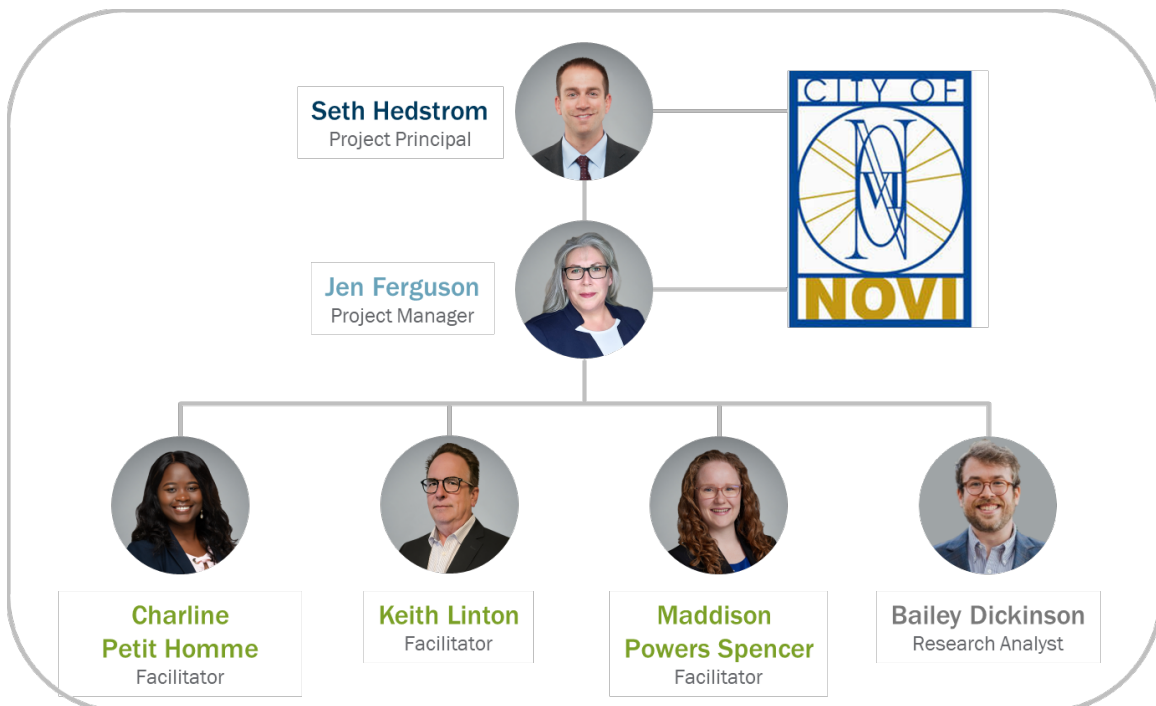 Seth Hedstrom
Project Principal
CITY OF
NOVI
NOVI
Jen Ferguson
Project Manager
Charline
Petit Homme
Facilitator
Keith Linton
Facilitator
Maddison
Powers Spencer
Facilitator
Bailey Dickinson
Research Analyst